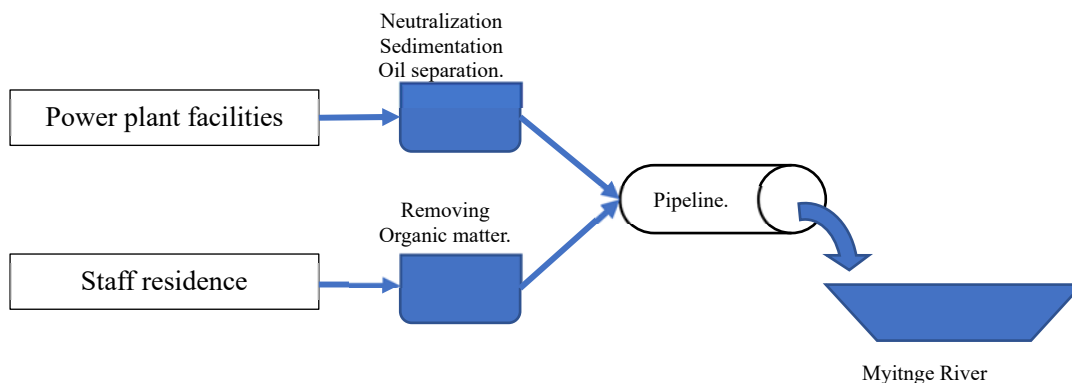 Neutralization
Sedimentation
Oil separation.
Power plant facilities
Pipeline.
Removing
Organic matter.
Staff residence
Myitnge River